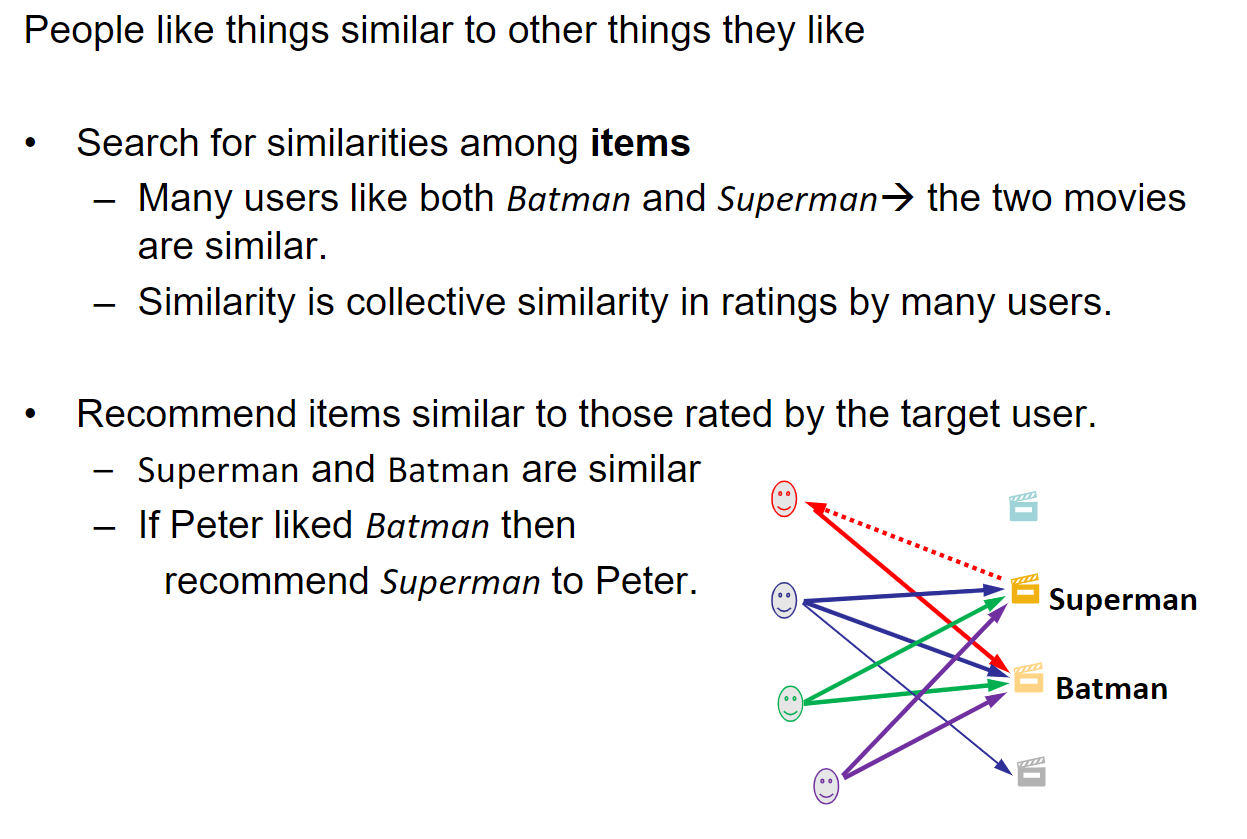 People like things similar to other things they like
• Search for similarities among items
– Many users like both Batman and Superman→ the two movies
are similar.
– Similarity is collective similarity in ratings by many users.
• Recommend items similar to those rated by the target user.
– Superman and Batman are similar
– If Peter liked Batman then
recommend Superman to Peter.
Superman
Batman